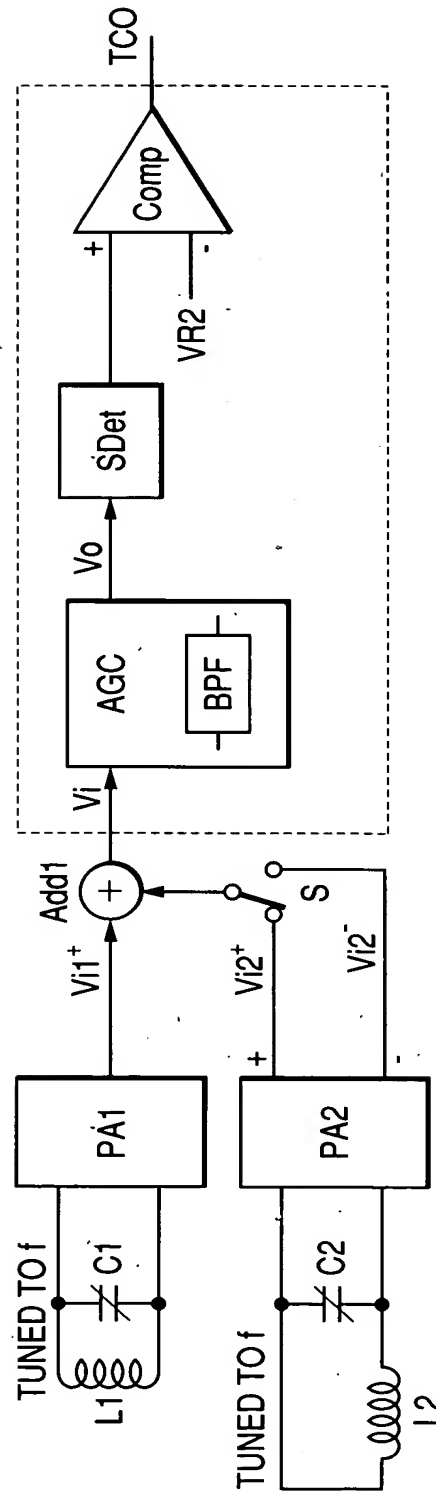 TUNED TO f
L1
C1
PA1
Vi1+
Add1
+
Vi
AGC
BPF
Vo
SDet
+
-
VR2
Comp
TCO
TUNED TO f
L2
C2
PA2
+
-
Vi2+
Vi2-
S